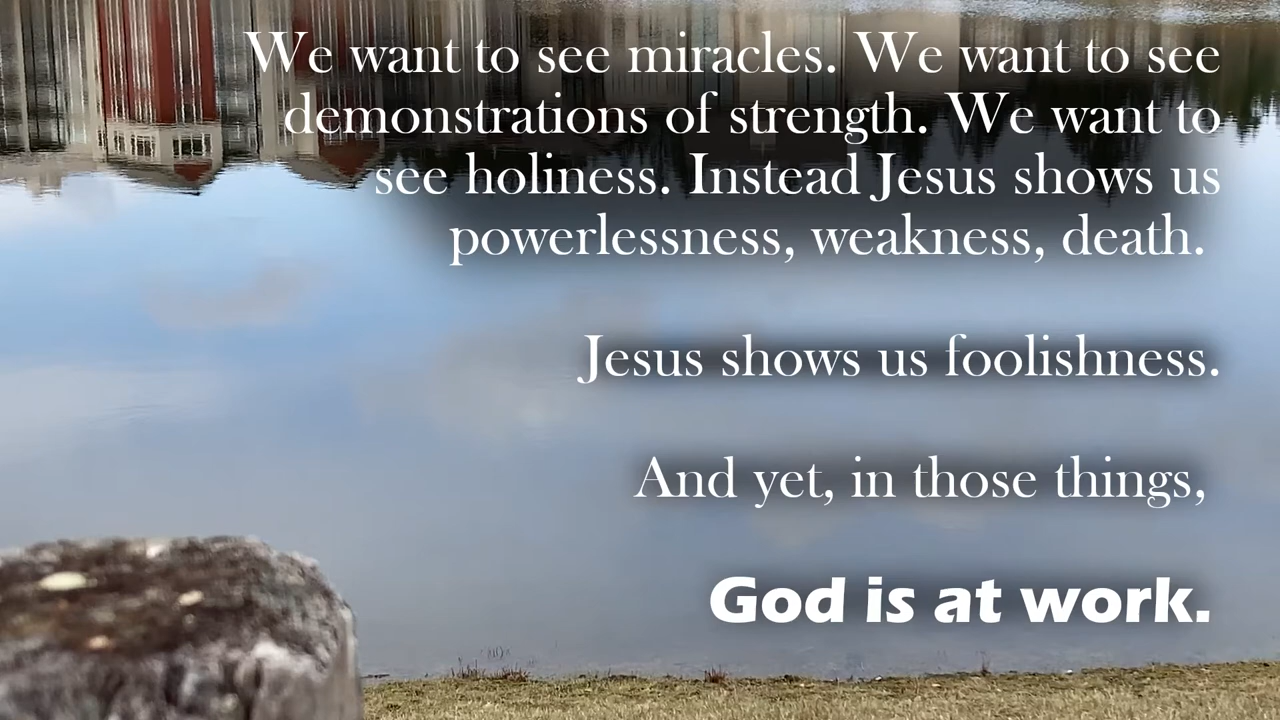 We want to see miracles. We want to see
demonstrations of strength. We want to
see holiness. Instead Jesus shows us
powerlessness, weakness, death.
Jesus shows us foolishness.
And yet, in those things,
God is at work.